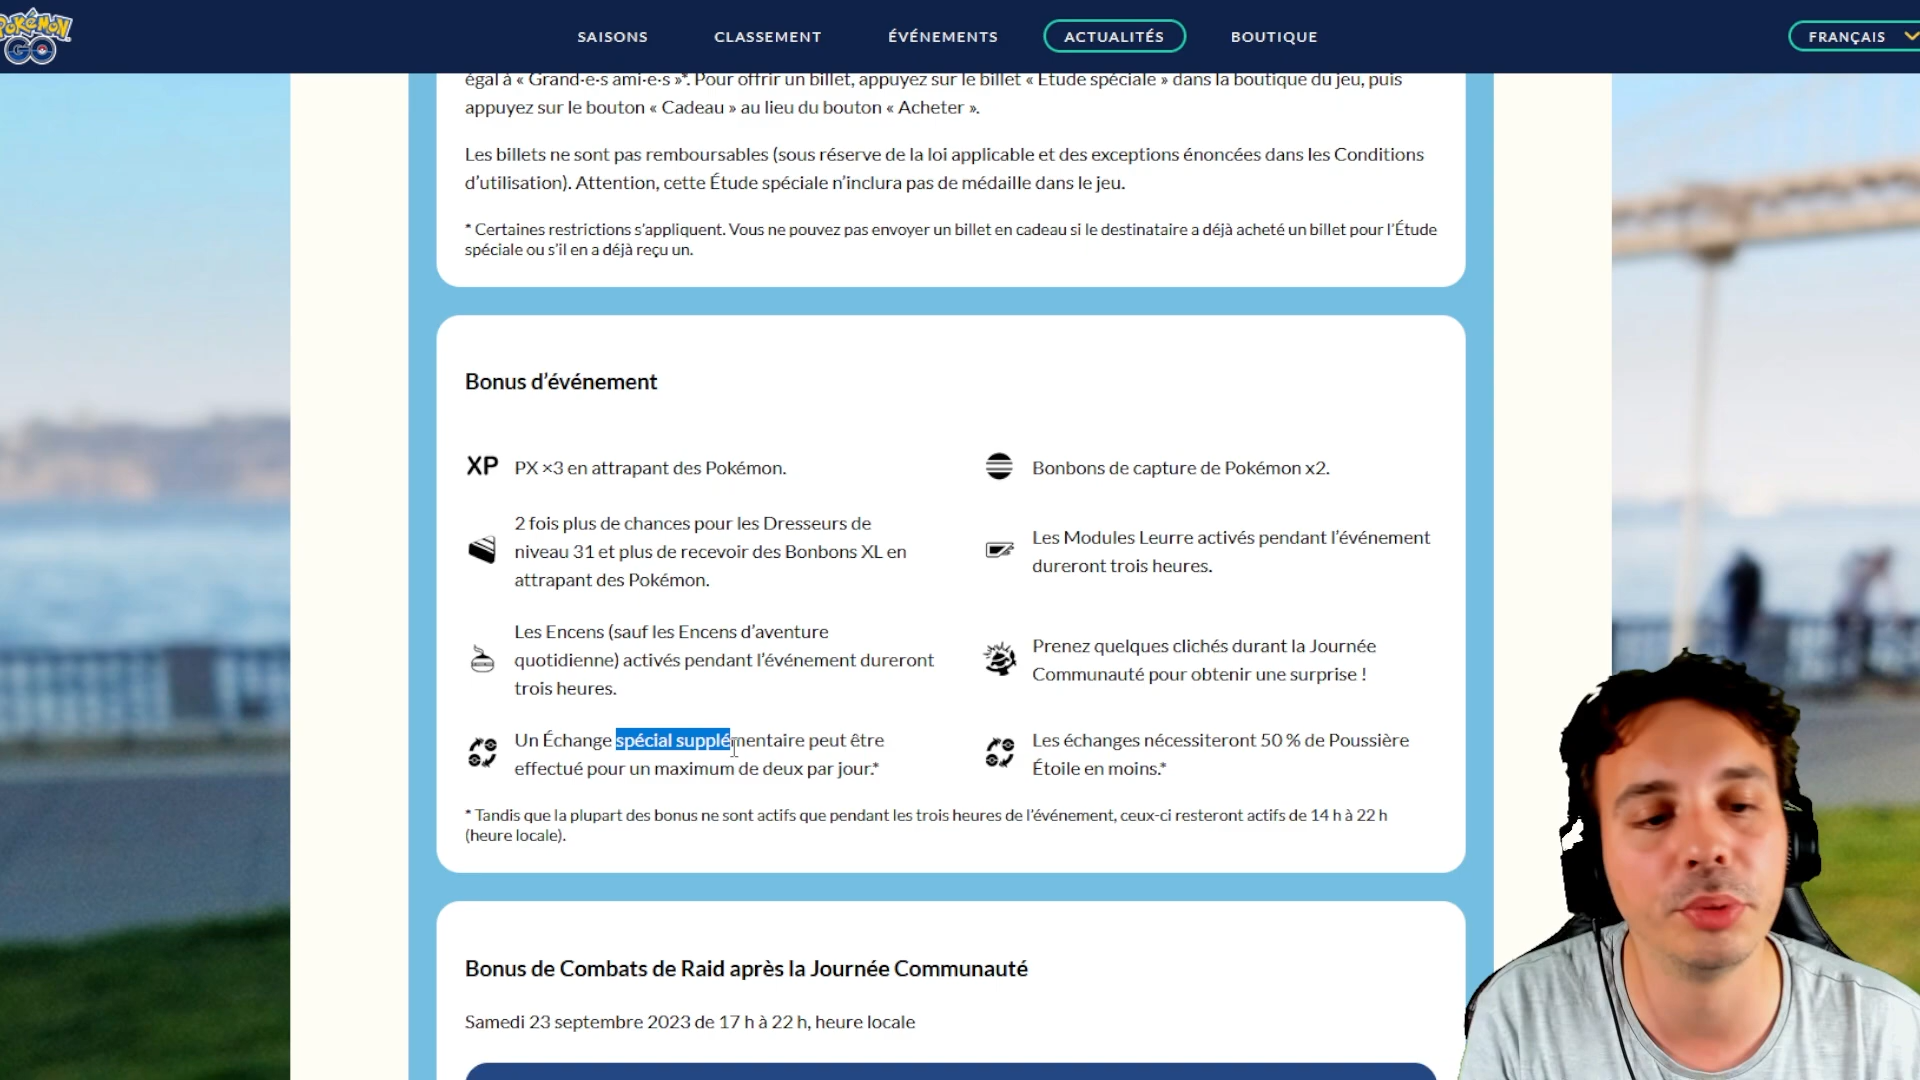 POKÉMON
GO
SAISONS
CLASSEMENT
ÉVÉNEMENTS
ACTUALITÉS
BOUTIQUE
FRANÇAIS
égal à « Grand·e·s ami·e·s »*. Pour offrir un billet, appuyez sur le billet « Étude spéciale » dans la boutique du jeu, puis
appuyez sur le bouton « Cadeau » au lieu du bouton « Acheter ».
Les billets ne sont pas remboursables (sous réserve de la loi applicable et des exceptions énoncées dans les Conditions
d’utilisation). Attention, cette Étude spéciale n’inclura pas de médaille dans le jeu.
* Certaines restrictions s’appliquent. Vous ne pouvez pas envoyer un billet en cadeau si le destinataire a déjà acheté un billet pour l’Étude
spéciale ou s’il en a déjà reçu un.
Bonus d’événement
XP
PX ×3 en attrapant des Pokémon.
Bonbons de capture de Pokémon x2.
2 fois plus de chances pour les Dresseurs de
niveau 31 et plus de recevoir des Bonbons XL en
attrapant des Pokémon.
Les Modules Leurre activés pendant l’événement
dureront trois heures.
Les Encens (sauf les Encens d’aventure
quotidienne) activés pendant l’événement dureront
trois heures.
Prenez quelques clichés durant la Journée
Communauté pour obtenir une surprise !
Un Échange spécial supplémentaire peut être
effectué pour un maximum de deux par jour.*
Les échanges nécessiteront 50 % de Poussière
Étoile en moins.*
* Tandis que la plupart des bonus ne sont actifs que pendant les trois heures de l’événement, ceux-ci resteront actifs de 14 h à 22 h
(heure locale).
Bonus de Combats de Raid après la Journée Communauté
Samedi 23 septembre 2023 de 17 h à 22 h, heure locale